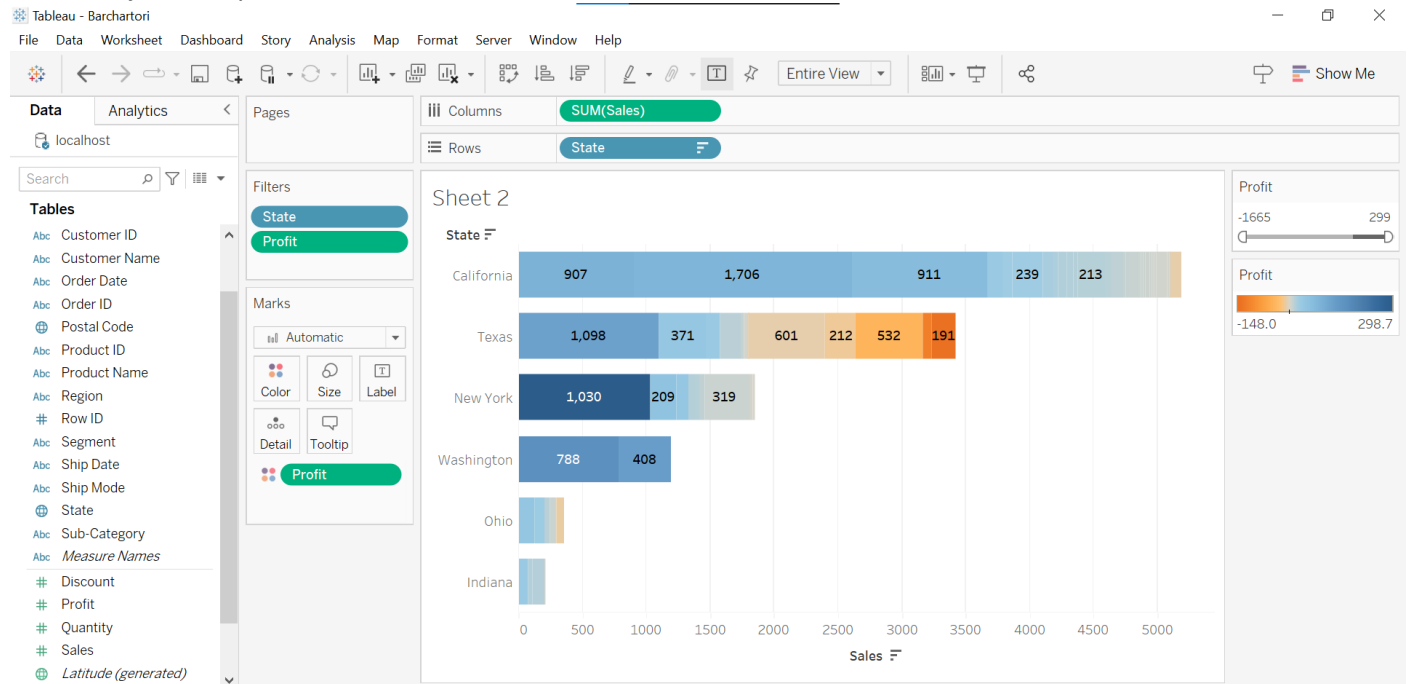 Tableau - Barchartori
File Data Worksheet Dashboard Story Analysis Map Format Server Window Help
Entire View
Show Me
Data Analytics
localhost
Search
Tables
Abc Customer ID
Abc Customer Name
Abc Order Date
Abc Order ID
Postal Code
Abc Product ID
Abc Product Name
Abc Region
# Row ID
Abc Segment
Abc Ship Date
Abc Ship Mode
State
Abc Sub-Category
Abc Measure Names
# Discount
# Profit
# Quantity
# Sales
Latitude (generated)
Pages
Filters
State
Profit
Marks
Automatic
Color Size Label
Detail Tooltip
Profit
Columns SUM(Sales)
Rows State
Sheet 2
State
California 907 1,706 911 239 213
Texas 1,098 371 601 212 532 191
New York 1,030 209 319
Washington 788 408
Ohio
Indiana
0 500 1000 1500 2000 2500 3000 3500 4000 4500 5000
Sales
Profit
-1665 299
Profit
-148.0 298.7